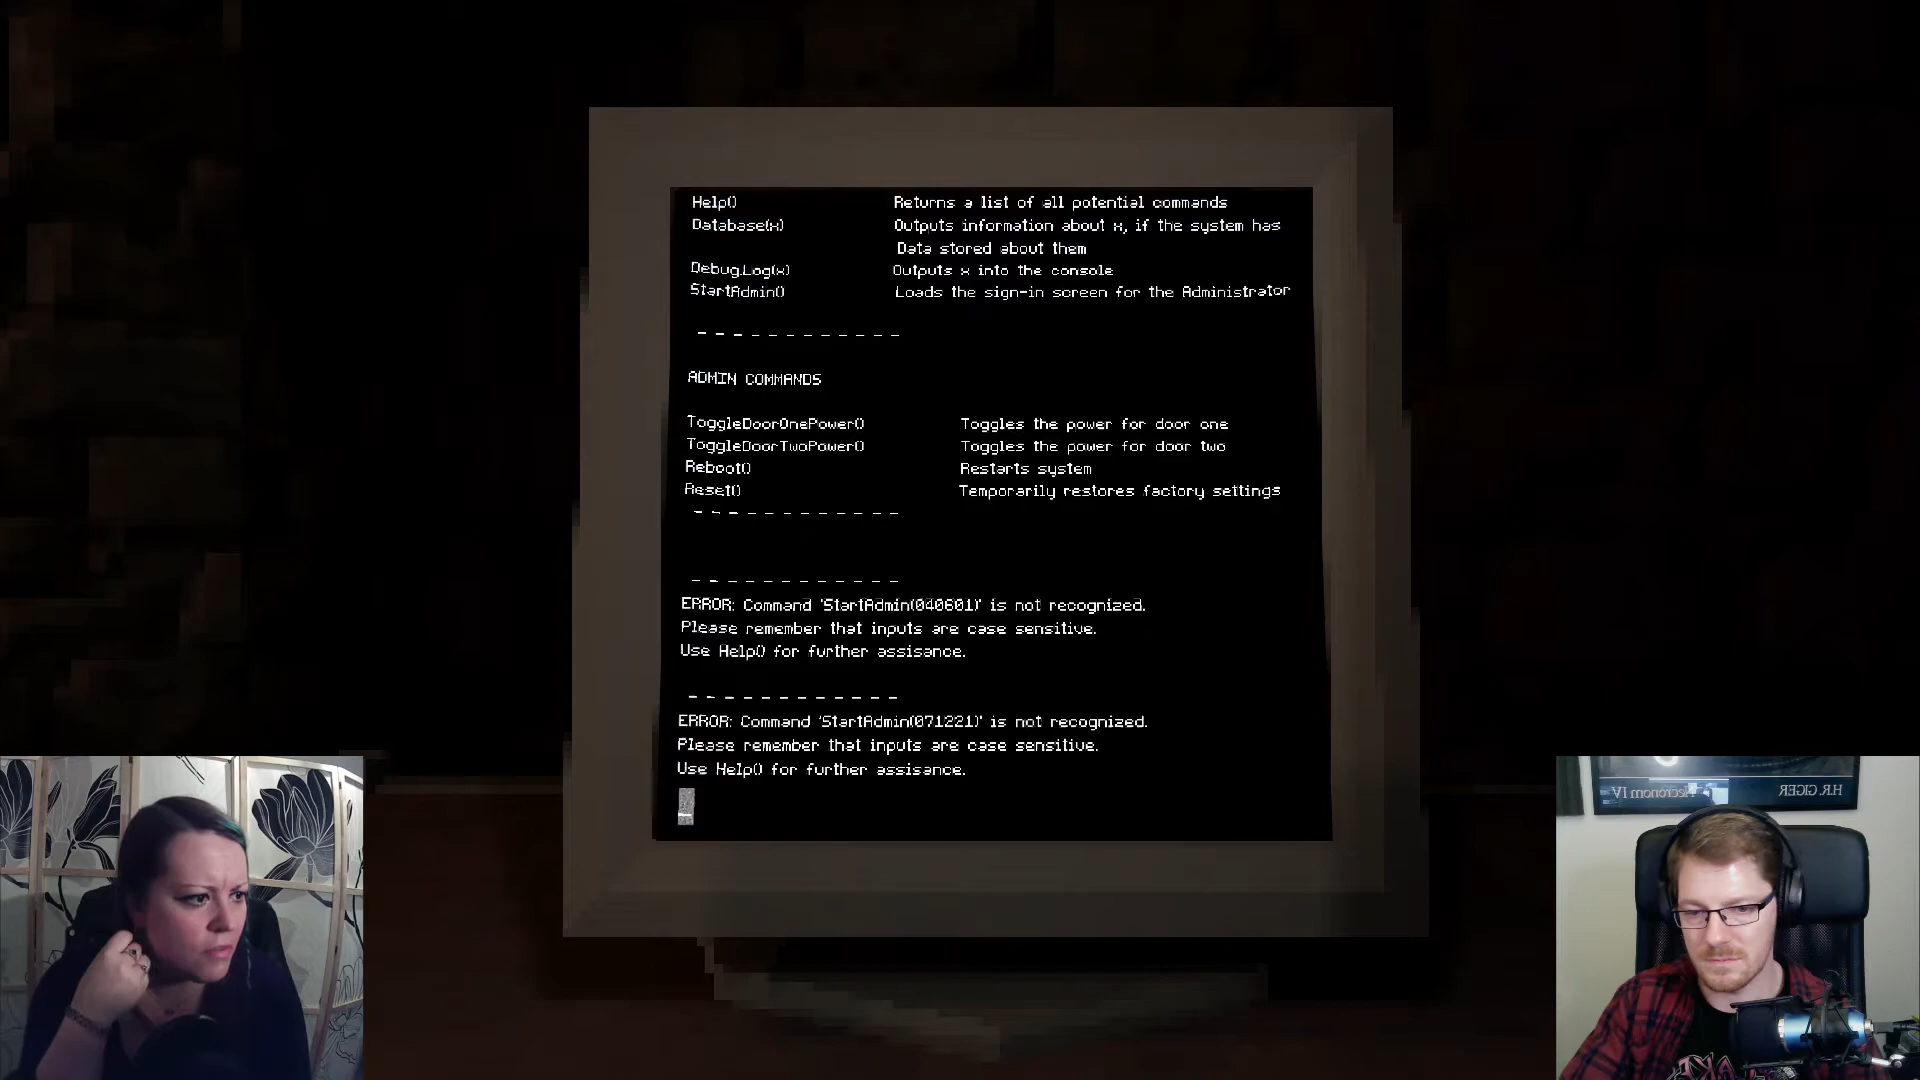 Help() Returns a list of all potential commands
Database(x) Outputs information about x, if the system has
Data stored about them
Debug.Log(x) Outputs x into the console
StartAdmin() Loads the sign-in screen for the Administrator
- - - - - - - - - - - -
ADMIN COMMANDS
ToggleDoorOnePower() Toggles the power for door one
ToggleDoorTwoPower() Toggles the power for door two
Reboot() Restarts system
Reset() Temporarily restores factory settings
- - - - - - - - - - - -
- - - - - - - - - - - -
ERROR: Command 'StartAdmin(040601)' is not recognized.
Please remember that inputs are case sensitive.
Use Help() for further assisance.
- - - - - - - - - - - -
ERROR: Command 'StartAdmin(071221)' is not recognized.
Please remember that inputs are case sensitive.
Use Help() for further assisance.
Necronom IV H.R. GIGER